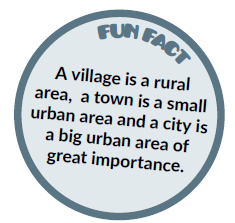 FUN FACT
A village is a rural
area,  a town is a small
urban area and a city is
a big urban area of
great importance.